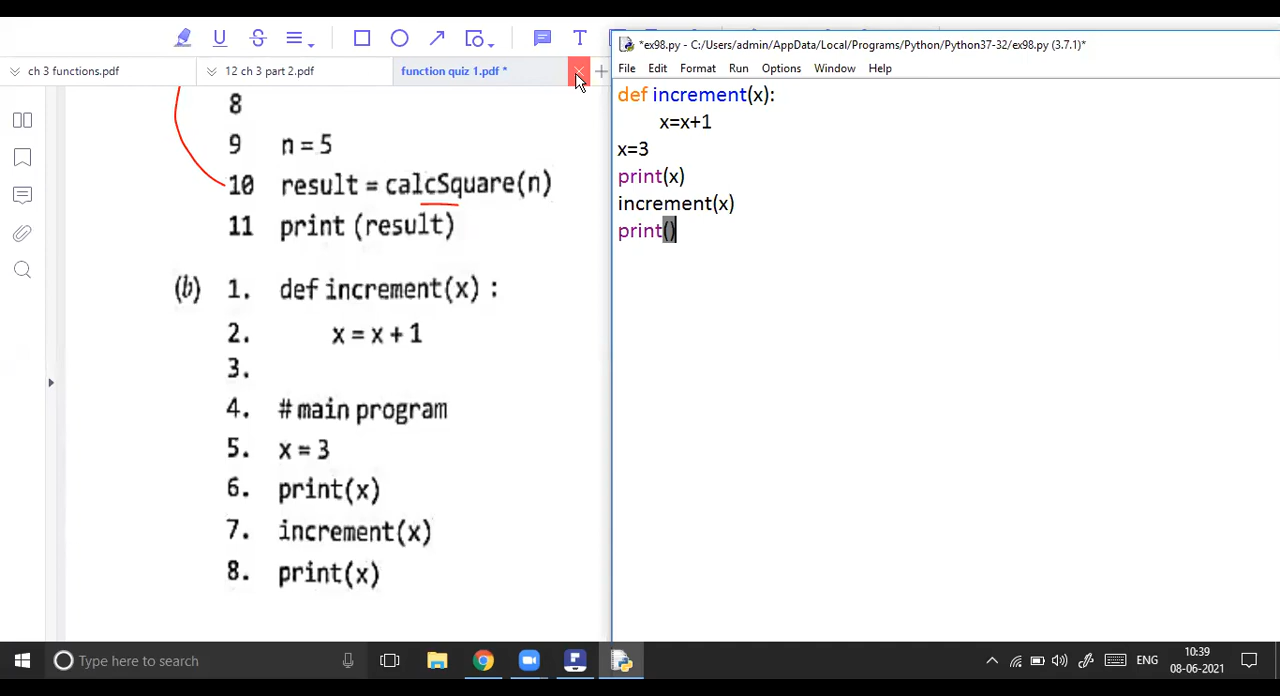 ch 3 functions.pdf
12 ch 3 part 2.pdf
function quiz 1.pdf *
8
9 n = 5
10 result = calcSquare(n)
11 print (result)
(b) 1. def increment(x) :
2. x = x + 1
3.
4. # main program
5. x = 3
6. print(x)
7. increment(x)
8. print(x)
*ex98.py - C:/Users/admin/AppData/Local/Programs/Python/Python37-32/ex98.py (3.7.1)*
File Edit Format Run Options Window Help
def increment(x):
x=x+1
x=3
print(x)
increment(x)
print()
Type here to search
ENG
10:39
08-06-2021